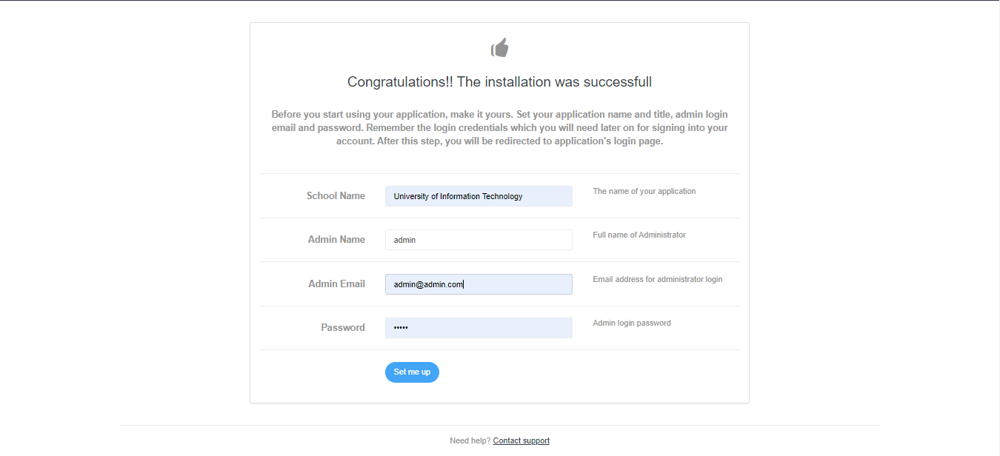 Congratulations!! The installation was successfull
Before you start using your application, make it yours. Set your application name and title, admin login
email and password. Remember the login credentials which you will need later on for signing into your
account. After this step, you will be redirected to application's login page.
School Name
University of Information Technology
The name of your application
Admin Name
admin
Full name of Administrator
Admin Email
admin@admin.com
Email address for administrator login
Password
•••••
Admin login password
Set me up
Need help? Contact support